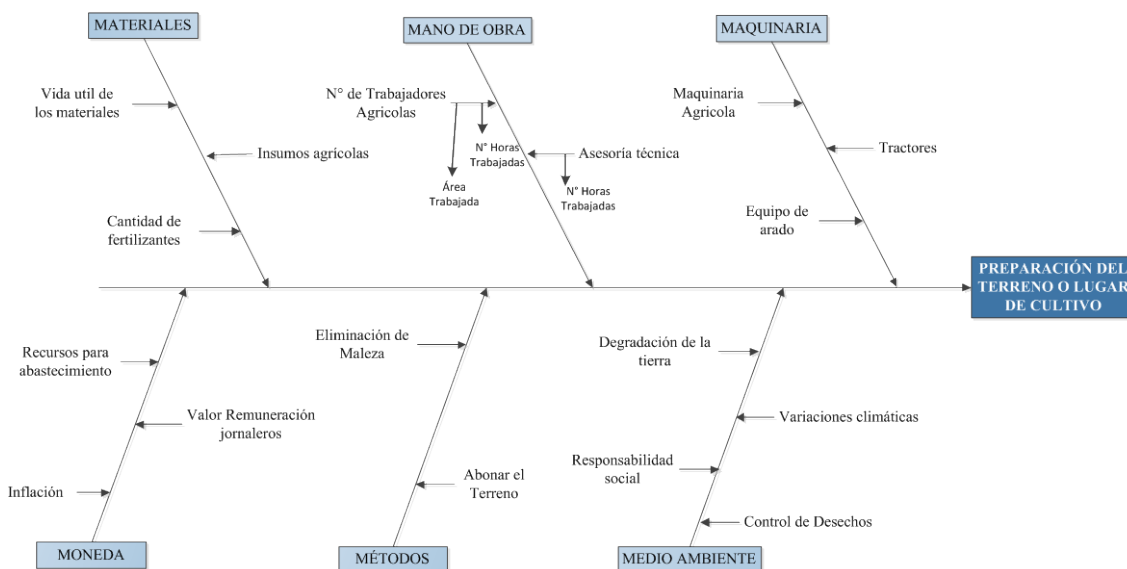 MATERIALES
MANO DE OBRA
MAQUINARIA
Vida util de
los materiales
Insumos agrícolas
Cantidad de
fertilizantes
N° de Trabajadores
Agricolas
N° Horas
Trabajadas
Área
Trabajada
Asesoría técnica
N° Horas
Trabajadas
Maquinaria
Agricola
Tractores
Equipo de
arado
PREPARACIÓN DEL
TERRENO O LUGAR
DE CULTIVO
Recursos para
abastecimiento
Valor Remuneración
jornaleros
Inflación
Eliminación de
Maleza
Abonar el
Terreno
Degradación de la
tierra
Variaciones climáticas
Responsabilidad
social
Control de Desechos
MONEDA
MÉTODOS
MEDIO AMBIENTE